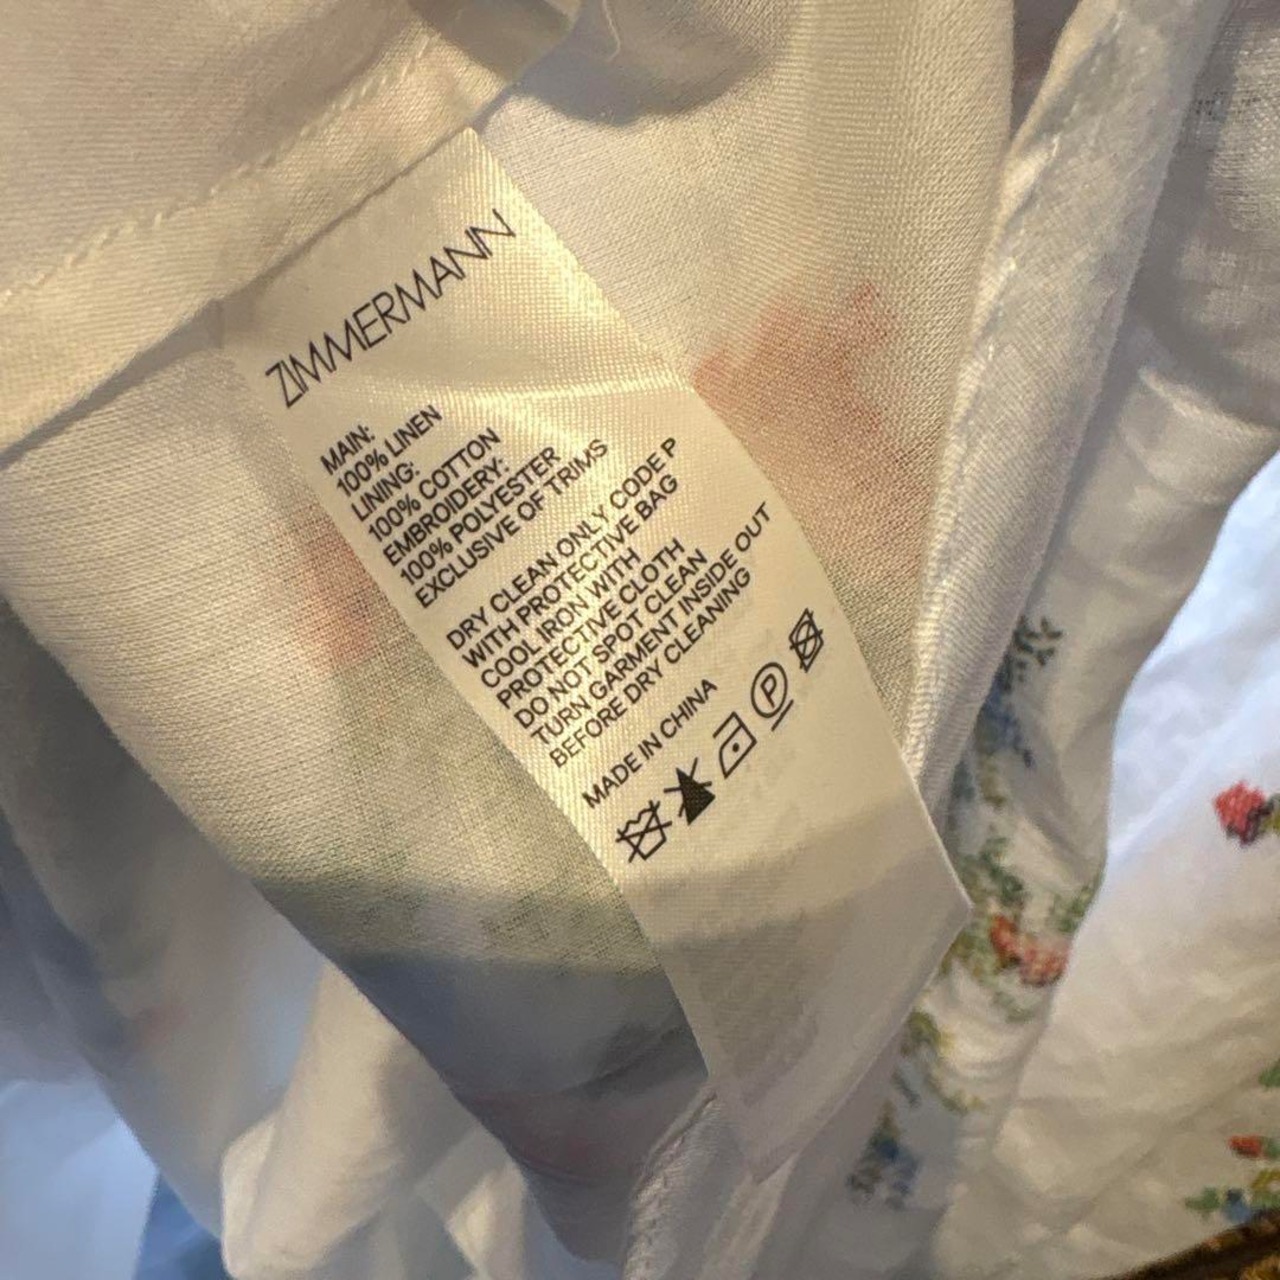 ZIMMERMANN
MAIN:
100% LINEN
LINING:
100% COTTON
EMBROIDERY:
100% POLYESTER
EXCLUSIVE OF TRIMS
DRY CLEAN ONLY CODE P
WITH PROTECTIVE BAG
COOL IRON WITH
PROTECTIVE CLOTH
DO NOT SPOT CLEAN
TURN GARMENT INSIDE OUT
BEFORE DRY CLEANING
MADE IN CHINA
P